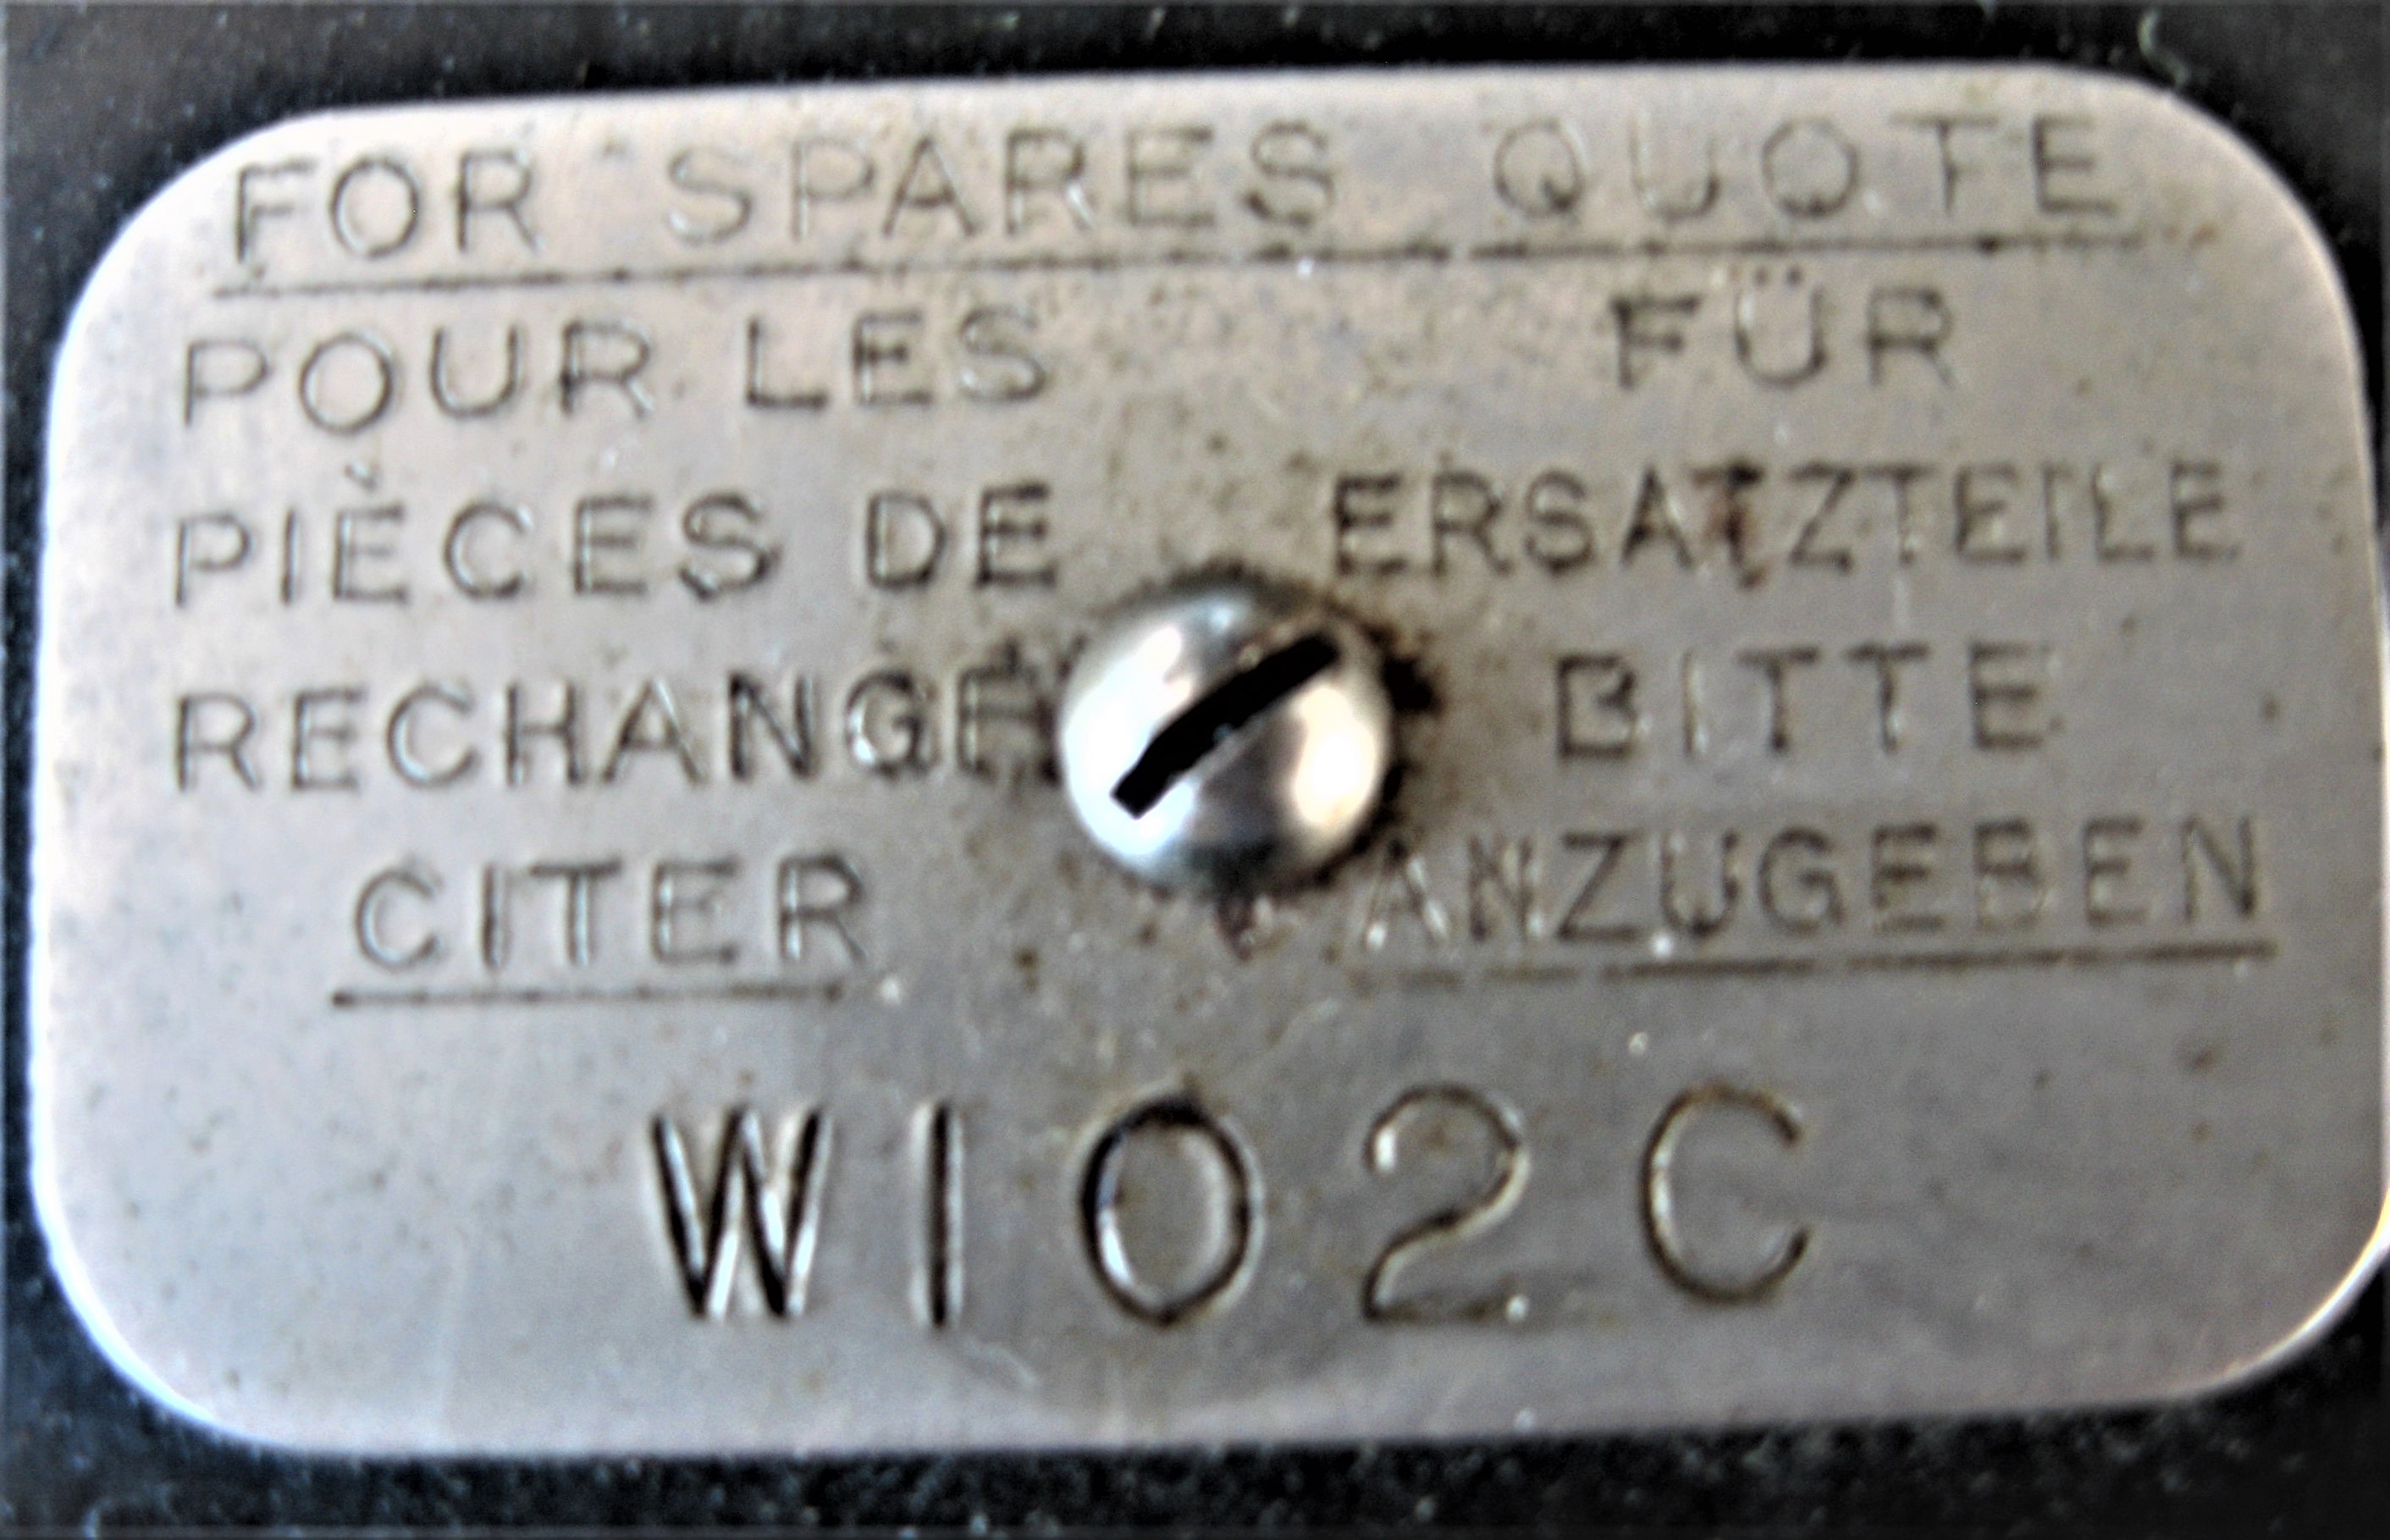 FOR SPARES QUOTE
POUR LES
PIÈCES DE
RECHANGE
CITER
FÜR
ERSATZTEILE
BITTE
ANZUGEBEN
W102C